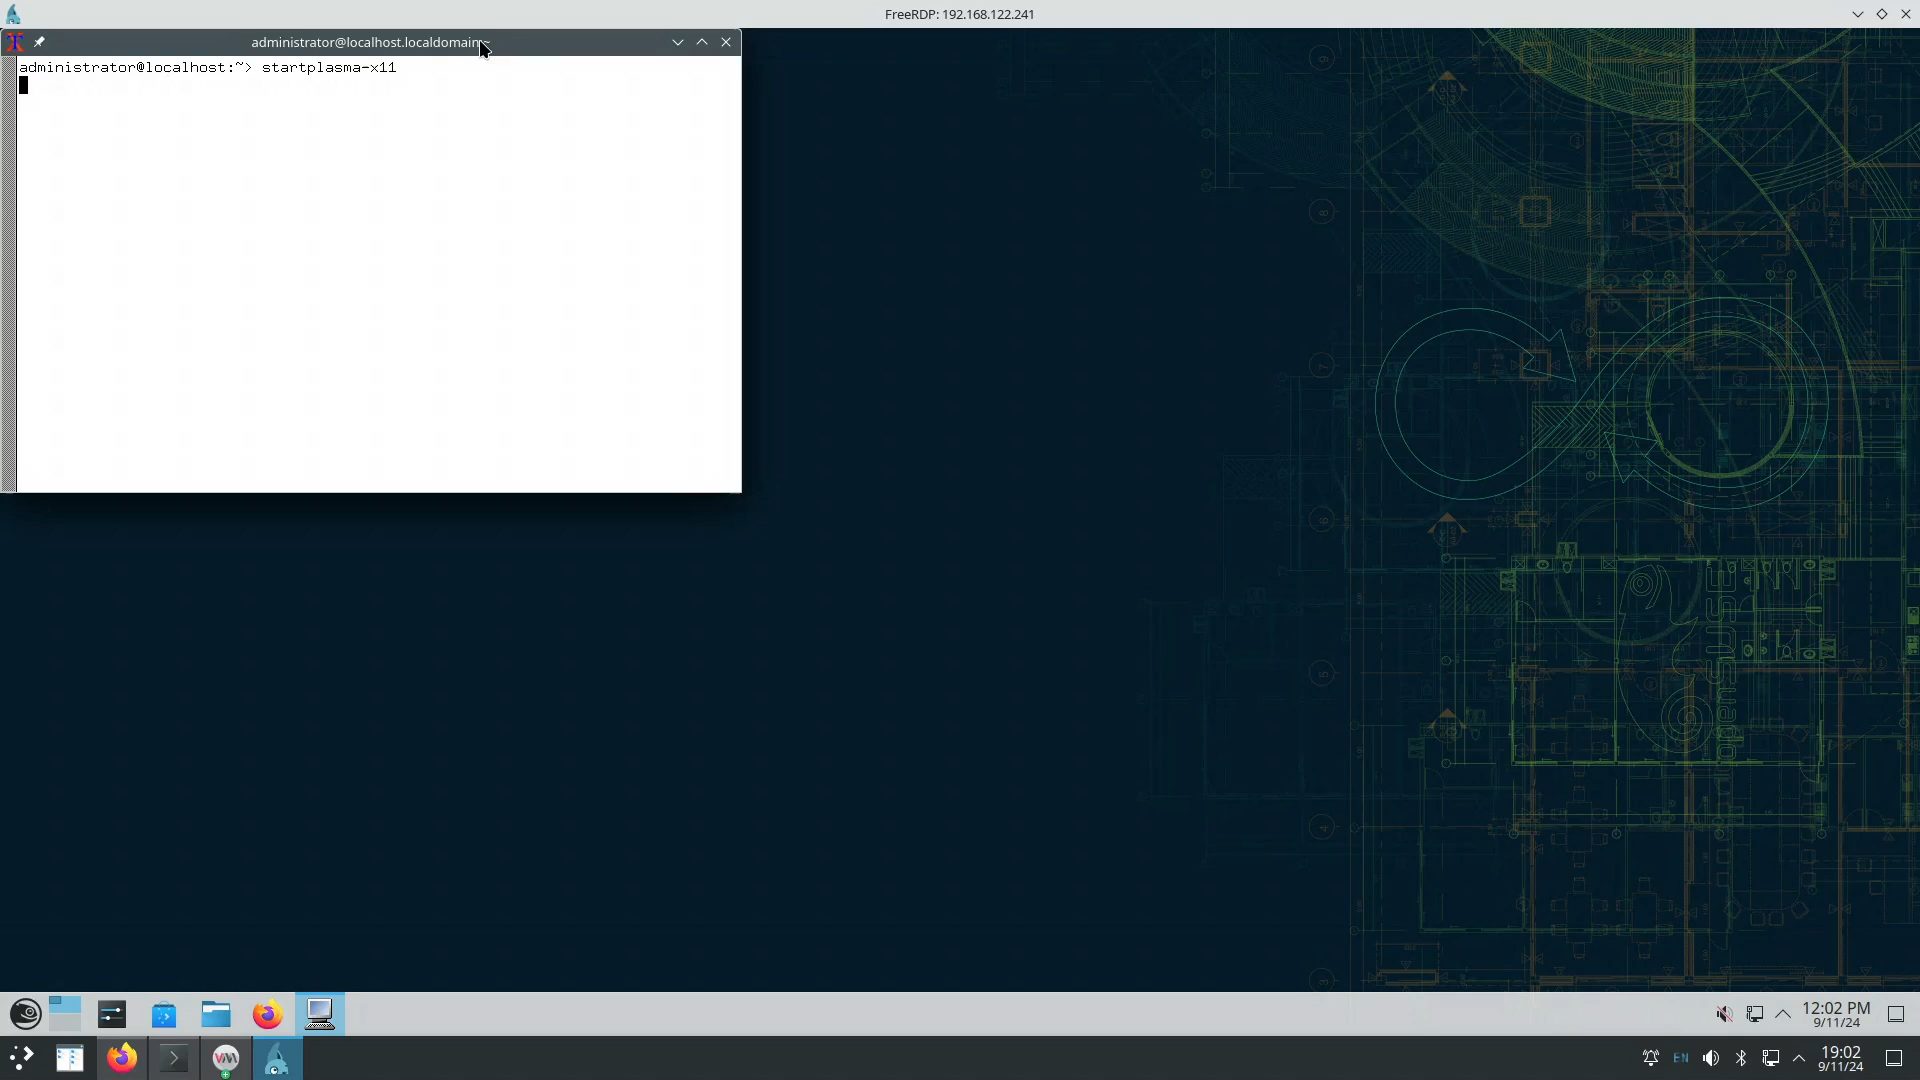 FreeRDP: 192.168.122.241
administrator@localhost.localdomain:~
administrator@localhost:~> startplasma-x11
12:02 PM
9/11/24
EN
19:02
9/11/24